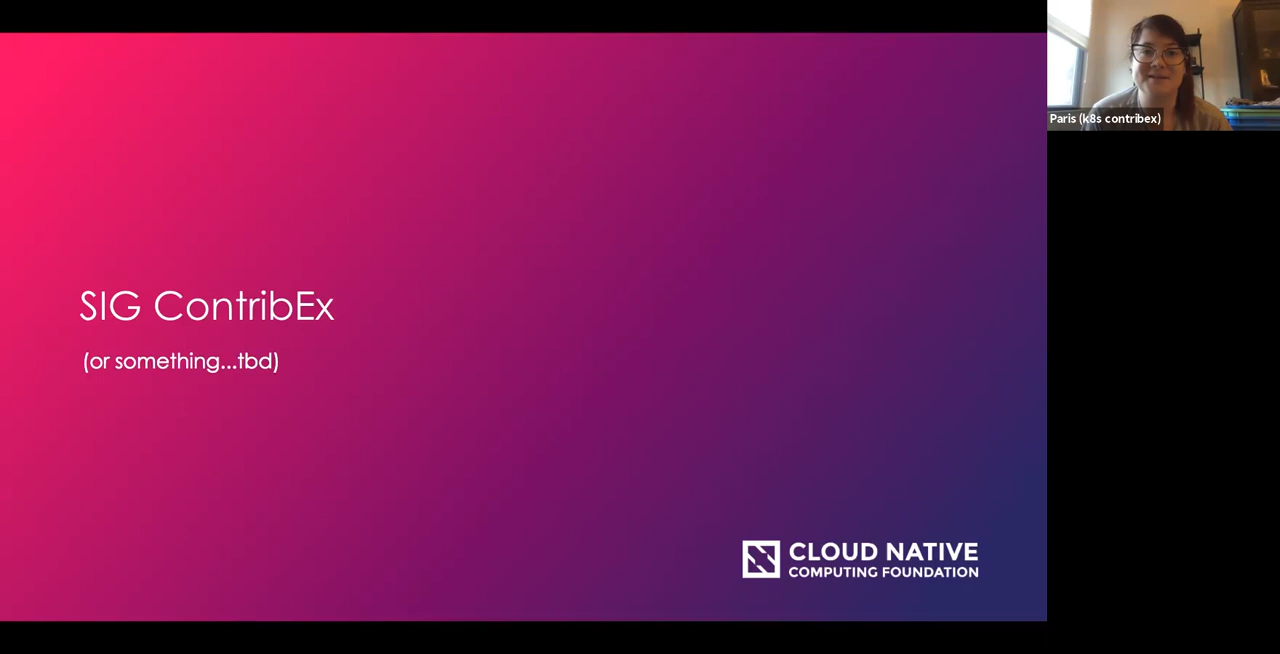 SIG ContribEx
(or something...tbd)
CLOUD NATIVE
COMPUTING FOUNDATION
Paris (k8s contribex)